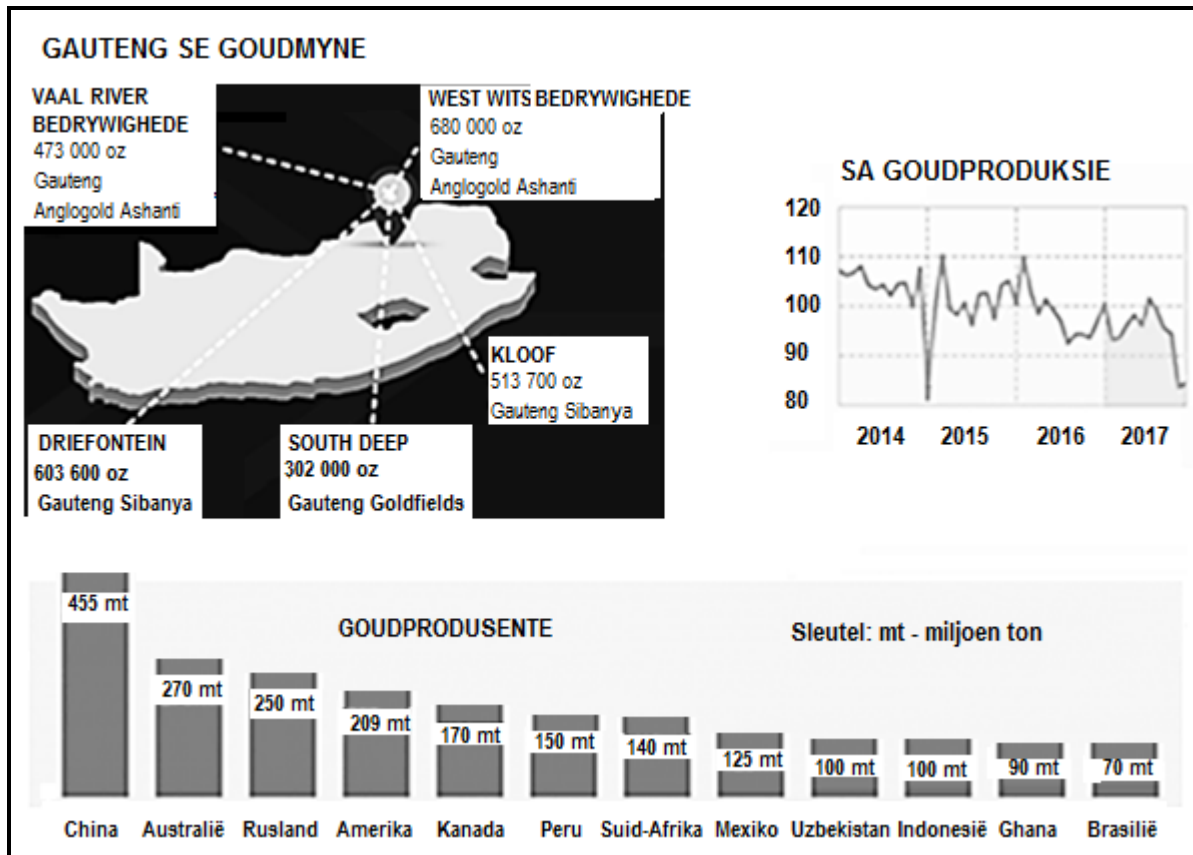 GAUTENG SE GOUDMYNE
VAAL RIVER
BEDRYWIGHEDE
473 000 oz
Gauteng
Anglogold Ashanti
WEST WITS BEDRYWIGHEDE
680 000 oz
Gauteng
Anglogold Ashanti
KLOOF
513 700 oz
Gauteng Sibanya
DRIEFONTEIN
603 600 oz
Gauteng Sibanya
SOUTH DEEP
302 000 oz
Gauteng Goldfields
SA GOUDPRODUKSIE
120
110
100
90
80
2014 2015 2016 2017
GOUDPRODUSENTE
Sleutel: mt - miljoen ton
455 mt 270 mt 250 mt 209 mt 170 mt 150 mt 140 mt 125 mt 100 mt 100 mt 90 mt 70 mt
China Australië Rusland Amerika Kanada Peru Suid-Afrika Mexiko Uzbekistan Indonesië Ghana Brasilië